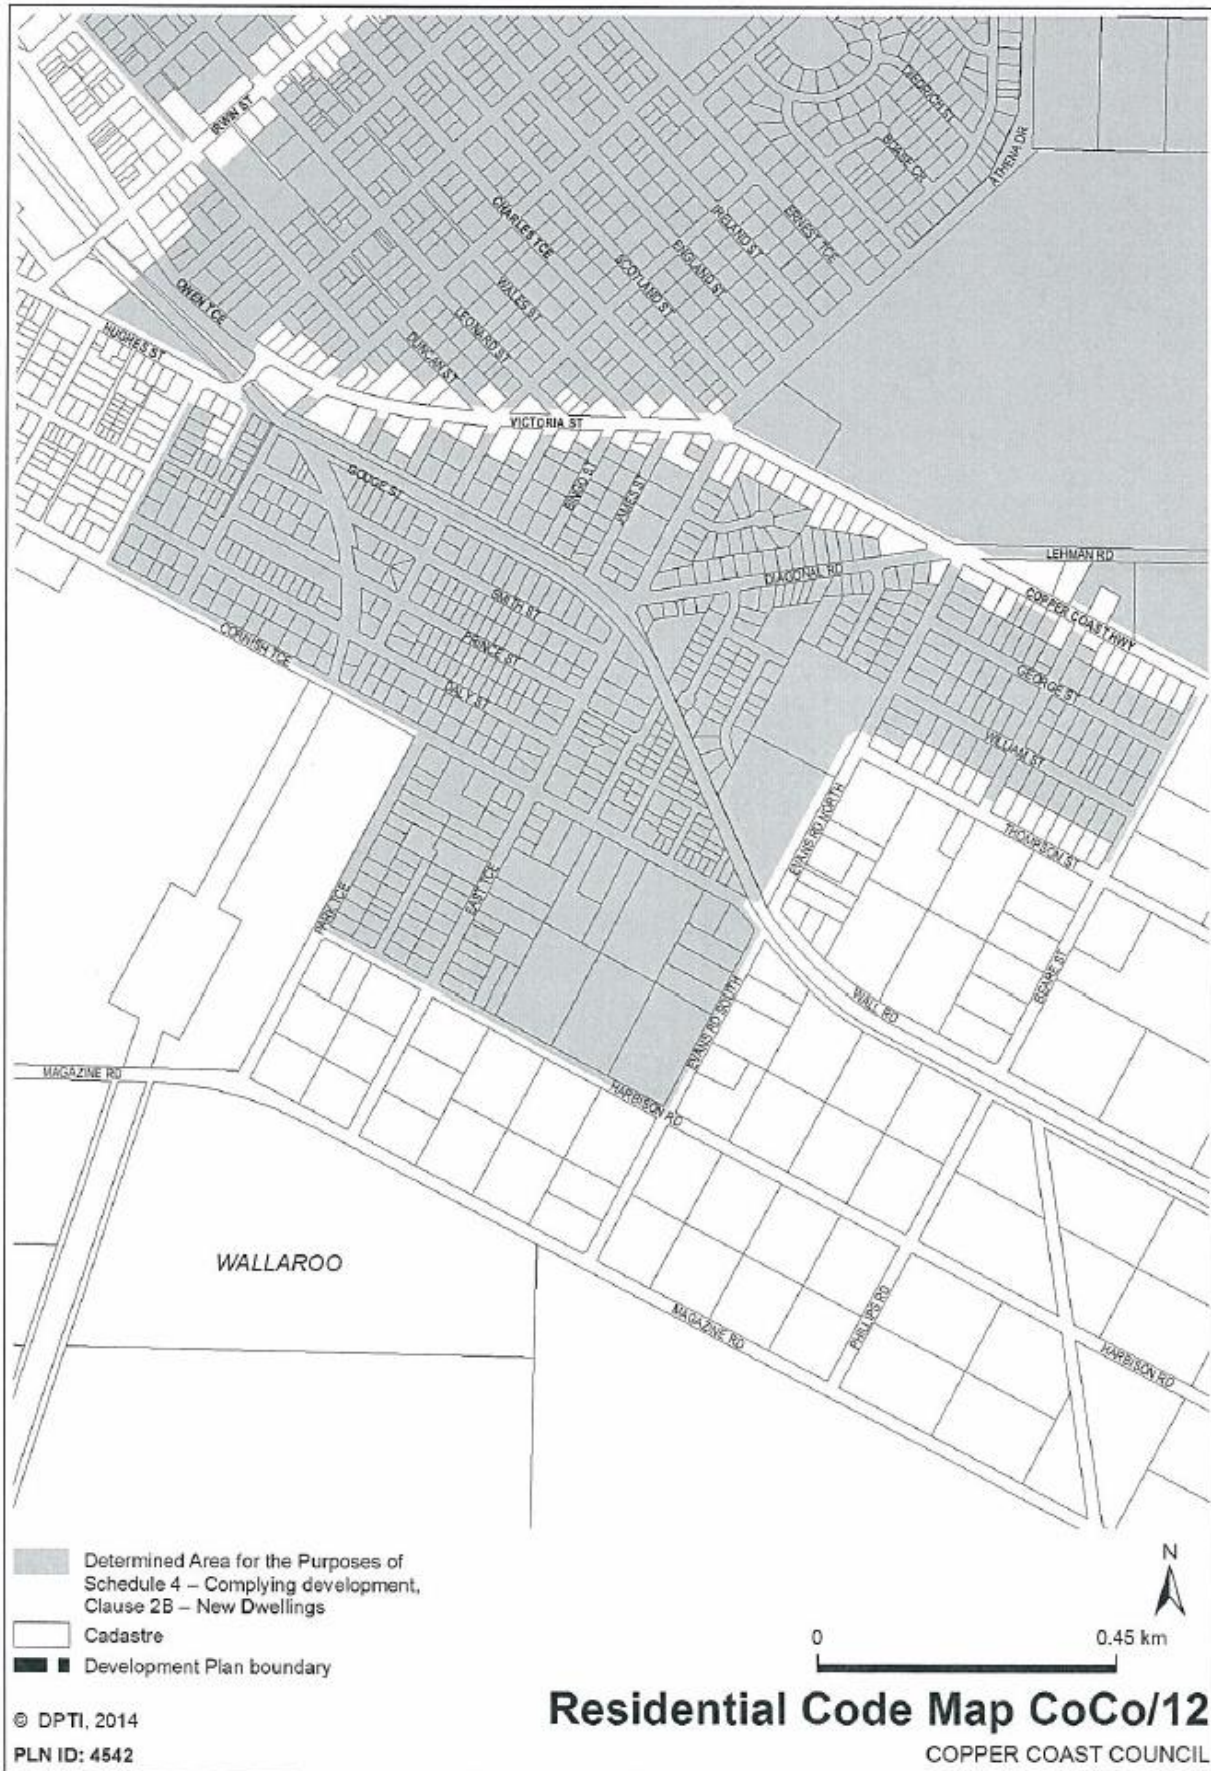 IRWIN ST
DIEDRICH ST
BOASE CR
ATHENA DR
CHARLES TCE
IRELAND ST
ERNEST TCE
ENGLAND ST
SCOTLAND ST
OWEN TCE
WALES ST
LEONARD ST
DUNCAN ST
HUGHES ST
VICTORIA ST
GODGE ST
BINGO ST
JAMES ST
LEHMAN RD
DIAGONAL RD
COPPER COAST HWY
SMITH ST
PRINCE ST
CORNISH TCE
DALY ST
GEORGE ST
WILLIAM ST
EVANS RD NORTH
THOMPSON ST
EAST TCE
PARK TCE
BEARE ST
WALL RD
EVANS RD SOUTH
MAGAZINE RD
HARBISON RD
WALLAROO
MAGAZINE RD
PHILLIPS RD
HARBISON RD
Determined Area for the Purposes of
Schedule 4 – Complying development,
Clause 2B – New Dwellings
Cadastre
Development Plan boundary
N
0 0.45 km
Residential Code Map CoCo/12
© DPTI, 2014
PLN ID: 4542
COPPER COAST COUNCIL